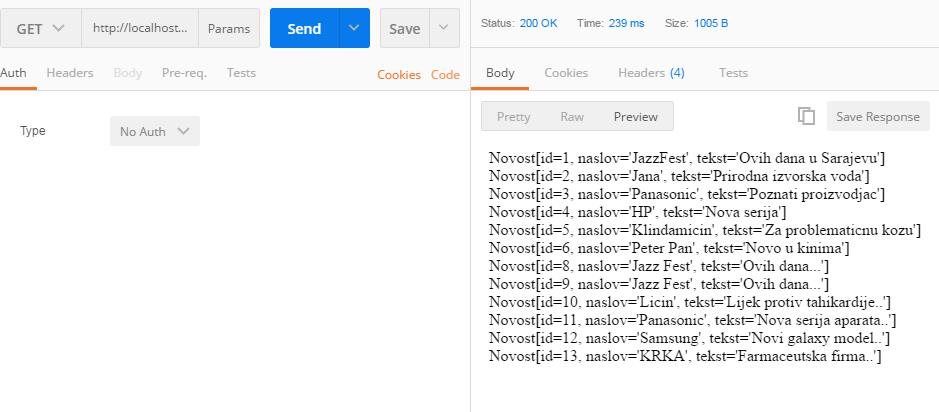 GET http://localhost... Params Send Save
Auth Headers Body Pre-req. Tests Cookies Code
Type No Auth
Status: 200 OK Time: 239 ms Size: 1005 B
Body Cookies Headers (4) Tests
Pretty Raw Preview Save Response
Novost[id=1, naslov='JazzFest', tekst='Ovih dana u Sarajevu']
Novost[id=2, naslov='Jana', tekst='Prirodna izvorska voda']
Novost[id=3, naslov='Panasonic', tekst='Poznati proizvodjac']
Novost[id=4, naslov='HP', tekst='Nova serija']
Novost[id=5, naslov='Klindamicin', tekst='Za problematicnu kozu']
Novost[id=6, naslov='Peter Pan', tekst='Novo u kinima']
Novost[id=8, naslov='Jazz Fest', tekst='Ovih dana...']
Novost[id=9, naslov='Jazz Fest', tekst='Ovih dana...']
Novost[id=10, naslov='Licin', tekst='Lijek protiv tahikardije..']
Novost[id=11, naslov='Panasonic', tekst='Nova serija aparata..']
Novost[id=12, naslov='Samsung', tekst='Novi galaxy model..']
Novost[id=13, naslov='KRKA', tekst='Farmaceutska firma..']